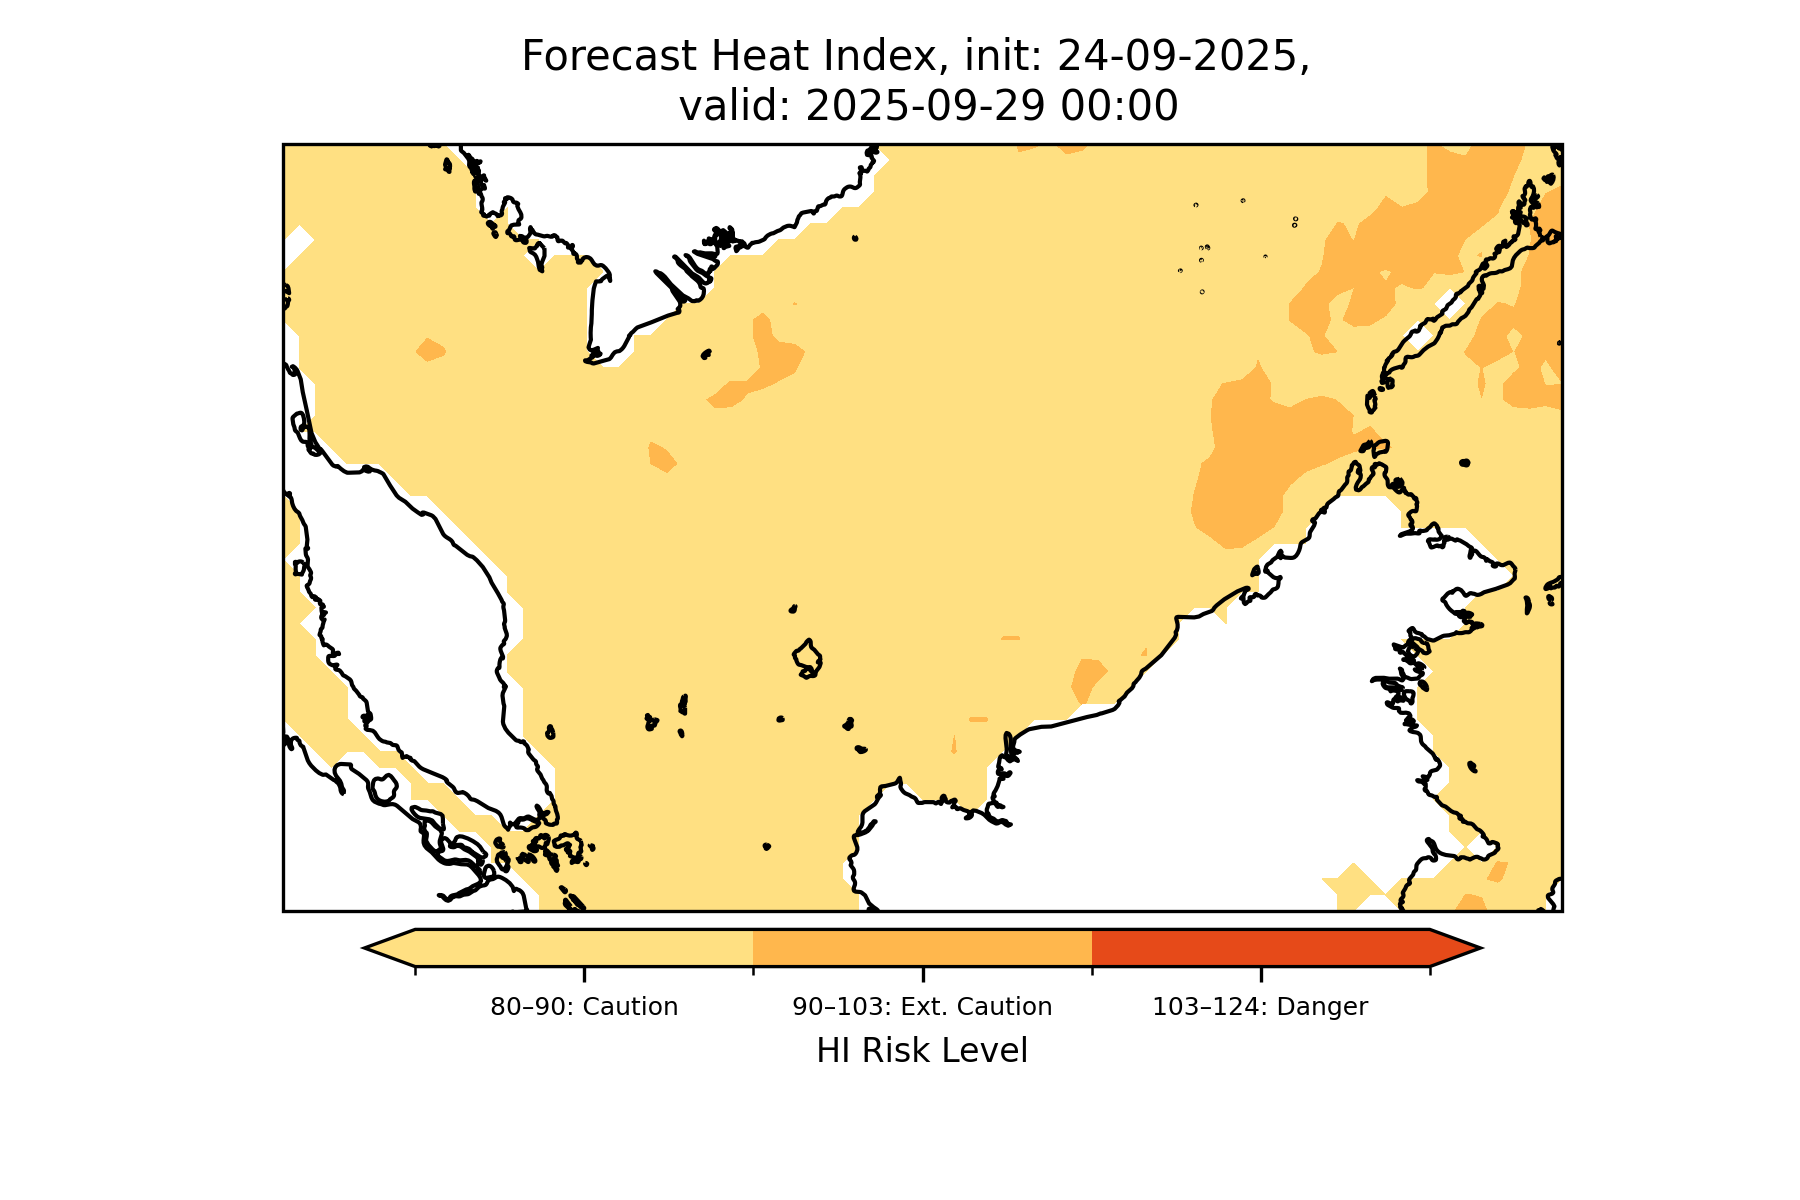 Forecast Heat Index, init: 24-09-2025,
valid: 2025-09-29 00:00
80–90: Caution
90–103: Ext. Caution
103–124: Danger
HI Risk Level